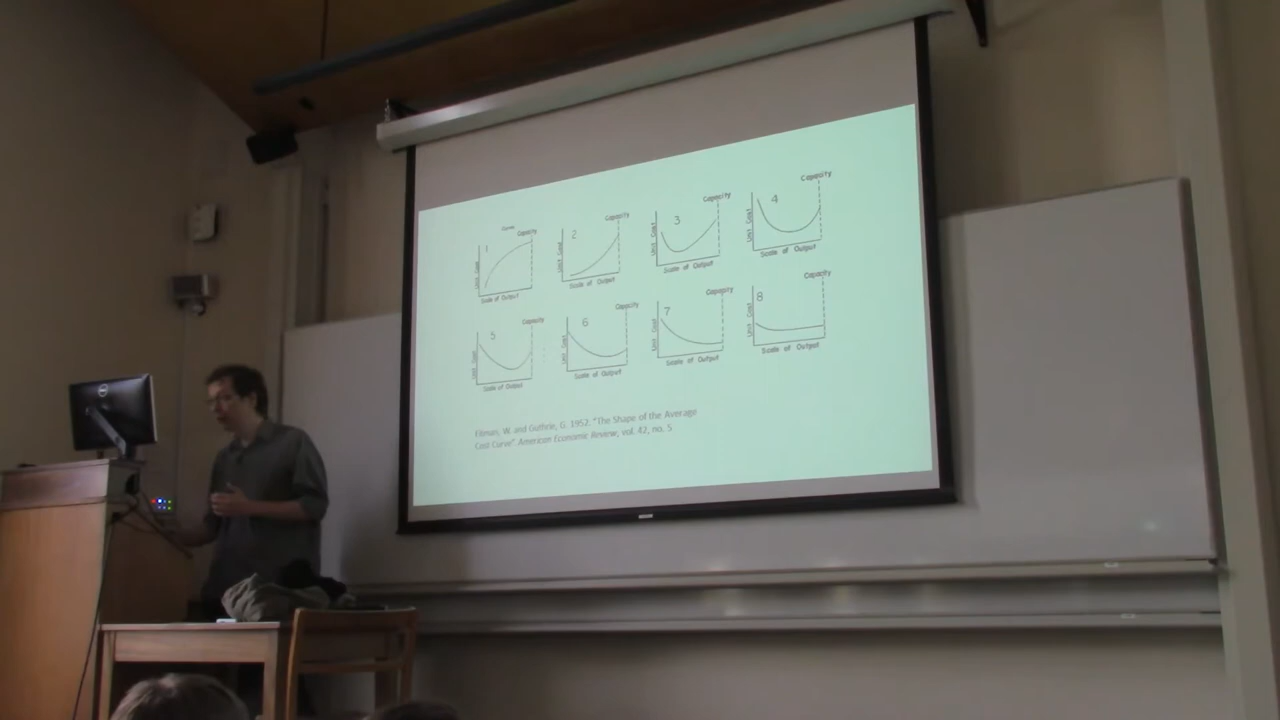 Curves
Capacity
1
Unit Cost
Scale of Output
Capacity
2
Unit Cost
Scale of Output
Capacity
3
Unit Cost
Scale of Output
Capacity
4
Unit Cost
Scale of Output
Capacity
5
Unit Cost
Scale of Output
Capacity
6
Unit Cost
Scale of Output
Capacity
7
Unit Cost
Scale of Output
Capacity
8
Unit Cost
Scale of Output
Eiteman, W. and Guthrie, G. 1952. "The Shape of the Average
Cost Curve". American Economic Review, vol. 42, no. 5
DELL